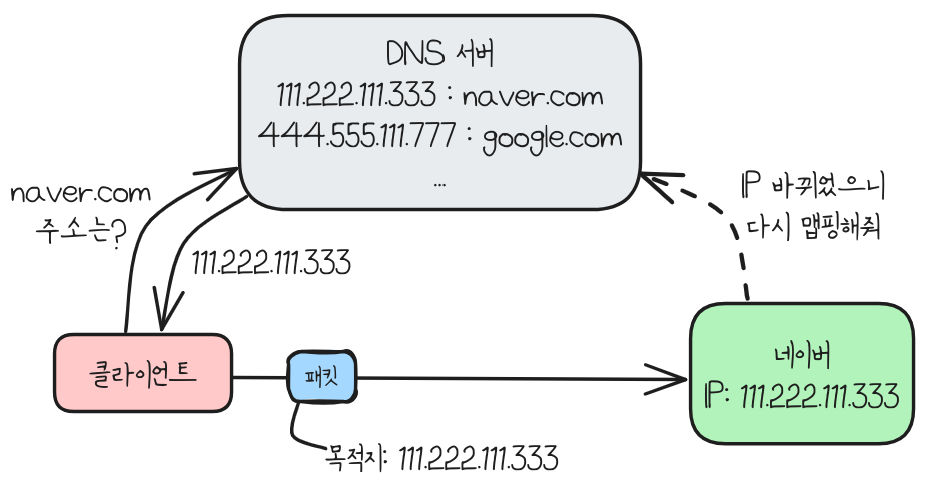 DNS 서버
111.222.111.333 : naver.com
444.555.111.777 : google.com
...
naver.com
주소는?
111.222.111.333
IP 바뀌었으니
다시 맵핑해줘
클라이언트
패킷
네이버
IP: 111.222.111.333
목적지: 111.222.111.333